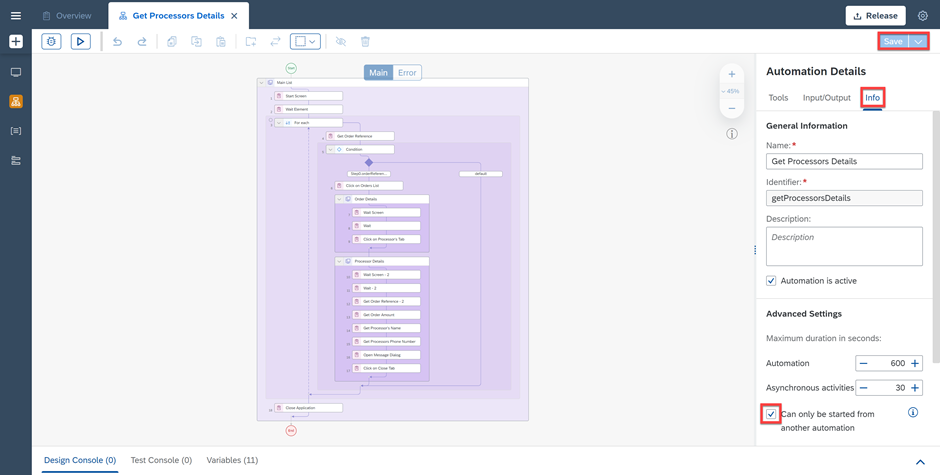 Overview
Get Processors Details
Release
Save
Main
Error
45%
Start
Main List
Start Screen
Wait Element
For each
Get Order Reference
Condition
Step0.orderReferen...
default
Click on Orders List
Order Details
Wait Screen
Wait
Click on Processor's Tab
Processor Details
Wait Screen - 2
Wait - 2
Get Order Reference - 2
Get Order Amount
Get Processor's Name
Get Processors Phone Number
Open Message Dialog
Click on Close Tab
Close Application
End
Automation Details
Tools
Input/Output
Info
General Information
Name:*
Get Processors Details
Identifier:*
getProcessorsDetails
Description:
Description
Automation is active
Advanced Settings
Maximum duration in seconds:
Automation
600
Asynchronous activities
30
Can only be started from
another automation
Design Console (0)
Test Console (0)
Variables (11)